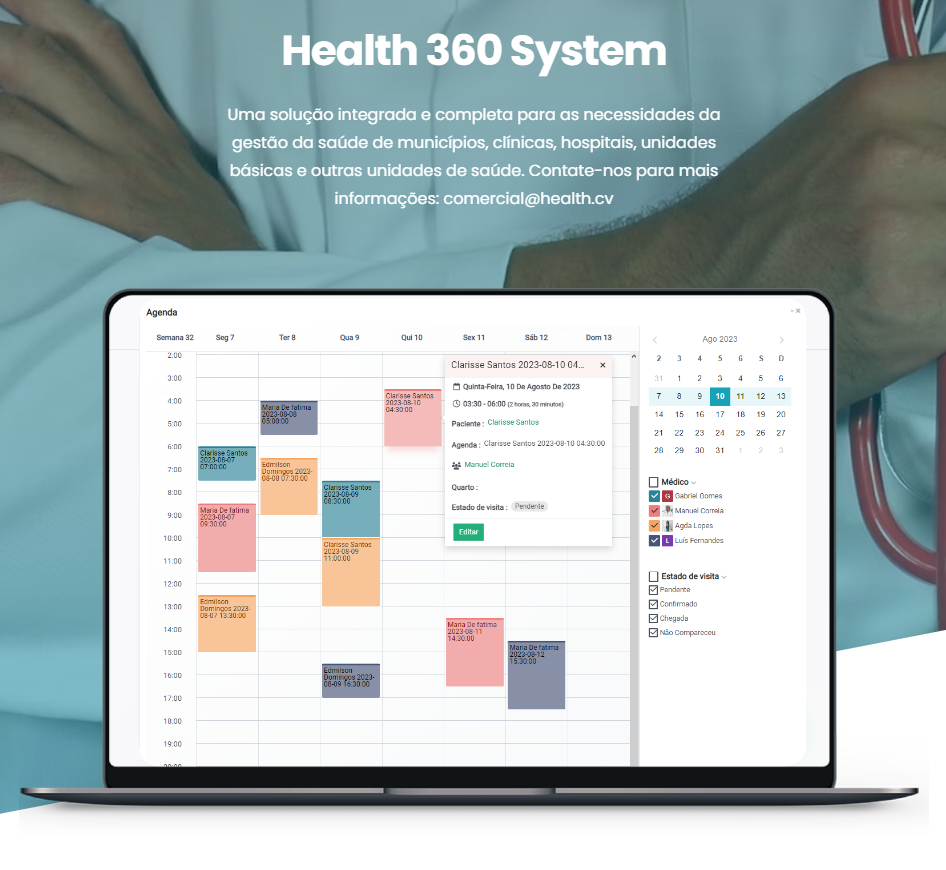 Health 360 System
Uma solução integrada e completa para as necessidades da
gestão da saúde de municípios, clínicas, hospitais, unidades
básicas e outras unidades de saúde. Contate-nos para mais
informações: comercial@health.cv
Agenda
Semana 32 Seg 7 Ter 8 Qua 9 Qui 10 Sex 11 Sáb 12 Dom 13
2:00
3:00
4:00
5:00
6:00
7:00
8:00
9:00
10:00
11:00
12:00
13:00
14:00
15:00
16:00
17:00
18:00
19:00
20:00
Clarisse Santos
2023-08-07
07:00:00
Maria De fatima
2023-08-07
09:30:00
Edmilson
Domingos 2023-
08-07 13:30:00
Maria De fatima
2023-08-08
05:00:00
Edmilson
Domingos 2023-
08-08 07:30:00
Clarisse Santos
2023-08-09
08:30:00
Clarisse Santos
2023-08-09
11:00:00
Edmilson
Domingos 2023-
08-09 16:30:00
Clarisse Santos
2023-08-10
04:30:00
Maria De fatima
2023-08-11
14:30:00
Maria De fatima
2023-08-12
15:30:00
Clarisse Santos 2023-08-10 04...
Quinta-Feira, 10 De Agosto De 2023
03:30 - 06:00 (2 horas, 30 minutos)
Paciente : Clarisse Santos
Agenda : Clarisse Santos 2023-08-10 04:30:00
Manuel Correia
Quarto :
Estado de visita : Pendente
Editar
Ago 2023
2 3 4 5 6 S D
31 1 2 3 4 5 6
7 8 9 10 11 12 13
14 15 16 17 18 19 20
21 22 23 24 25 26 27
28 29 30 31 1 2 3
Médico
G Gabriel Gomes
Manuel Correia
Agda Lopes
L Luís Fernandes
Estado de visita
Pendente
Confirmado
Chegada
Não Compareceu